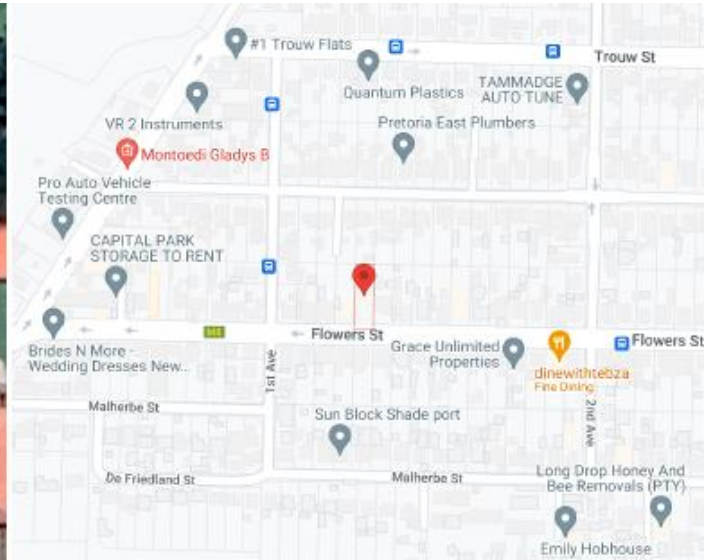 #1 Trouw Flats
Trouw St
Quantum Plastics
TAMMADGE
AUTO TUNE
VR 2 Instruments
Pretoria East Plumbers
Montoedi Gladys B
Pro Auto Vehicle
Testing Centre
CAPITAL PARK
STORAGE TO RENT
M8
Flowers St
Flowers St
Grace Unlimited
Properties
Brides N More -
Wedding Dresses New...
dinewithtebza
Fine Dining
1st Ave
2nd Ave
Malherbe St
Sun Block Shade port
De Friedland St
Malherbe St
Long Drop Honey And
Bee Removals (PTY)
Emily Hobhouse